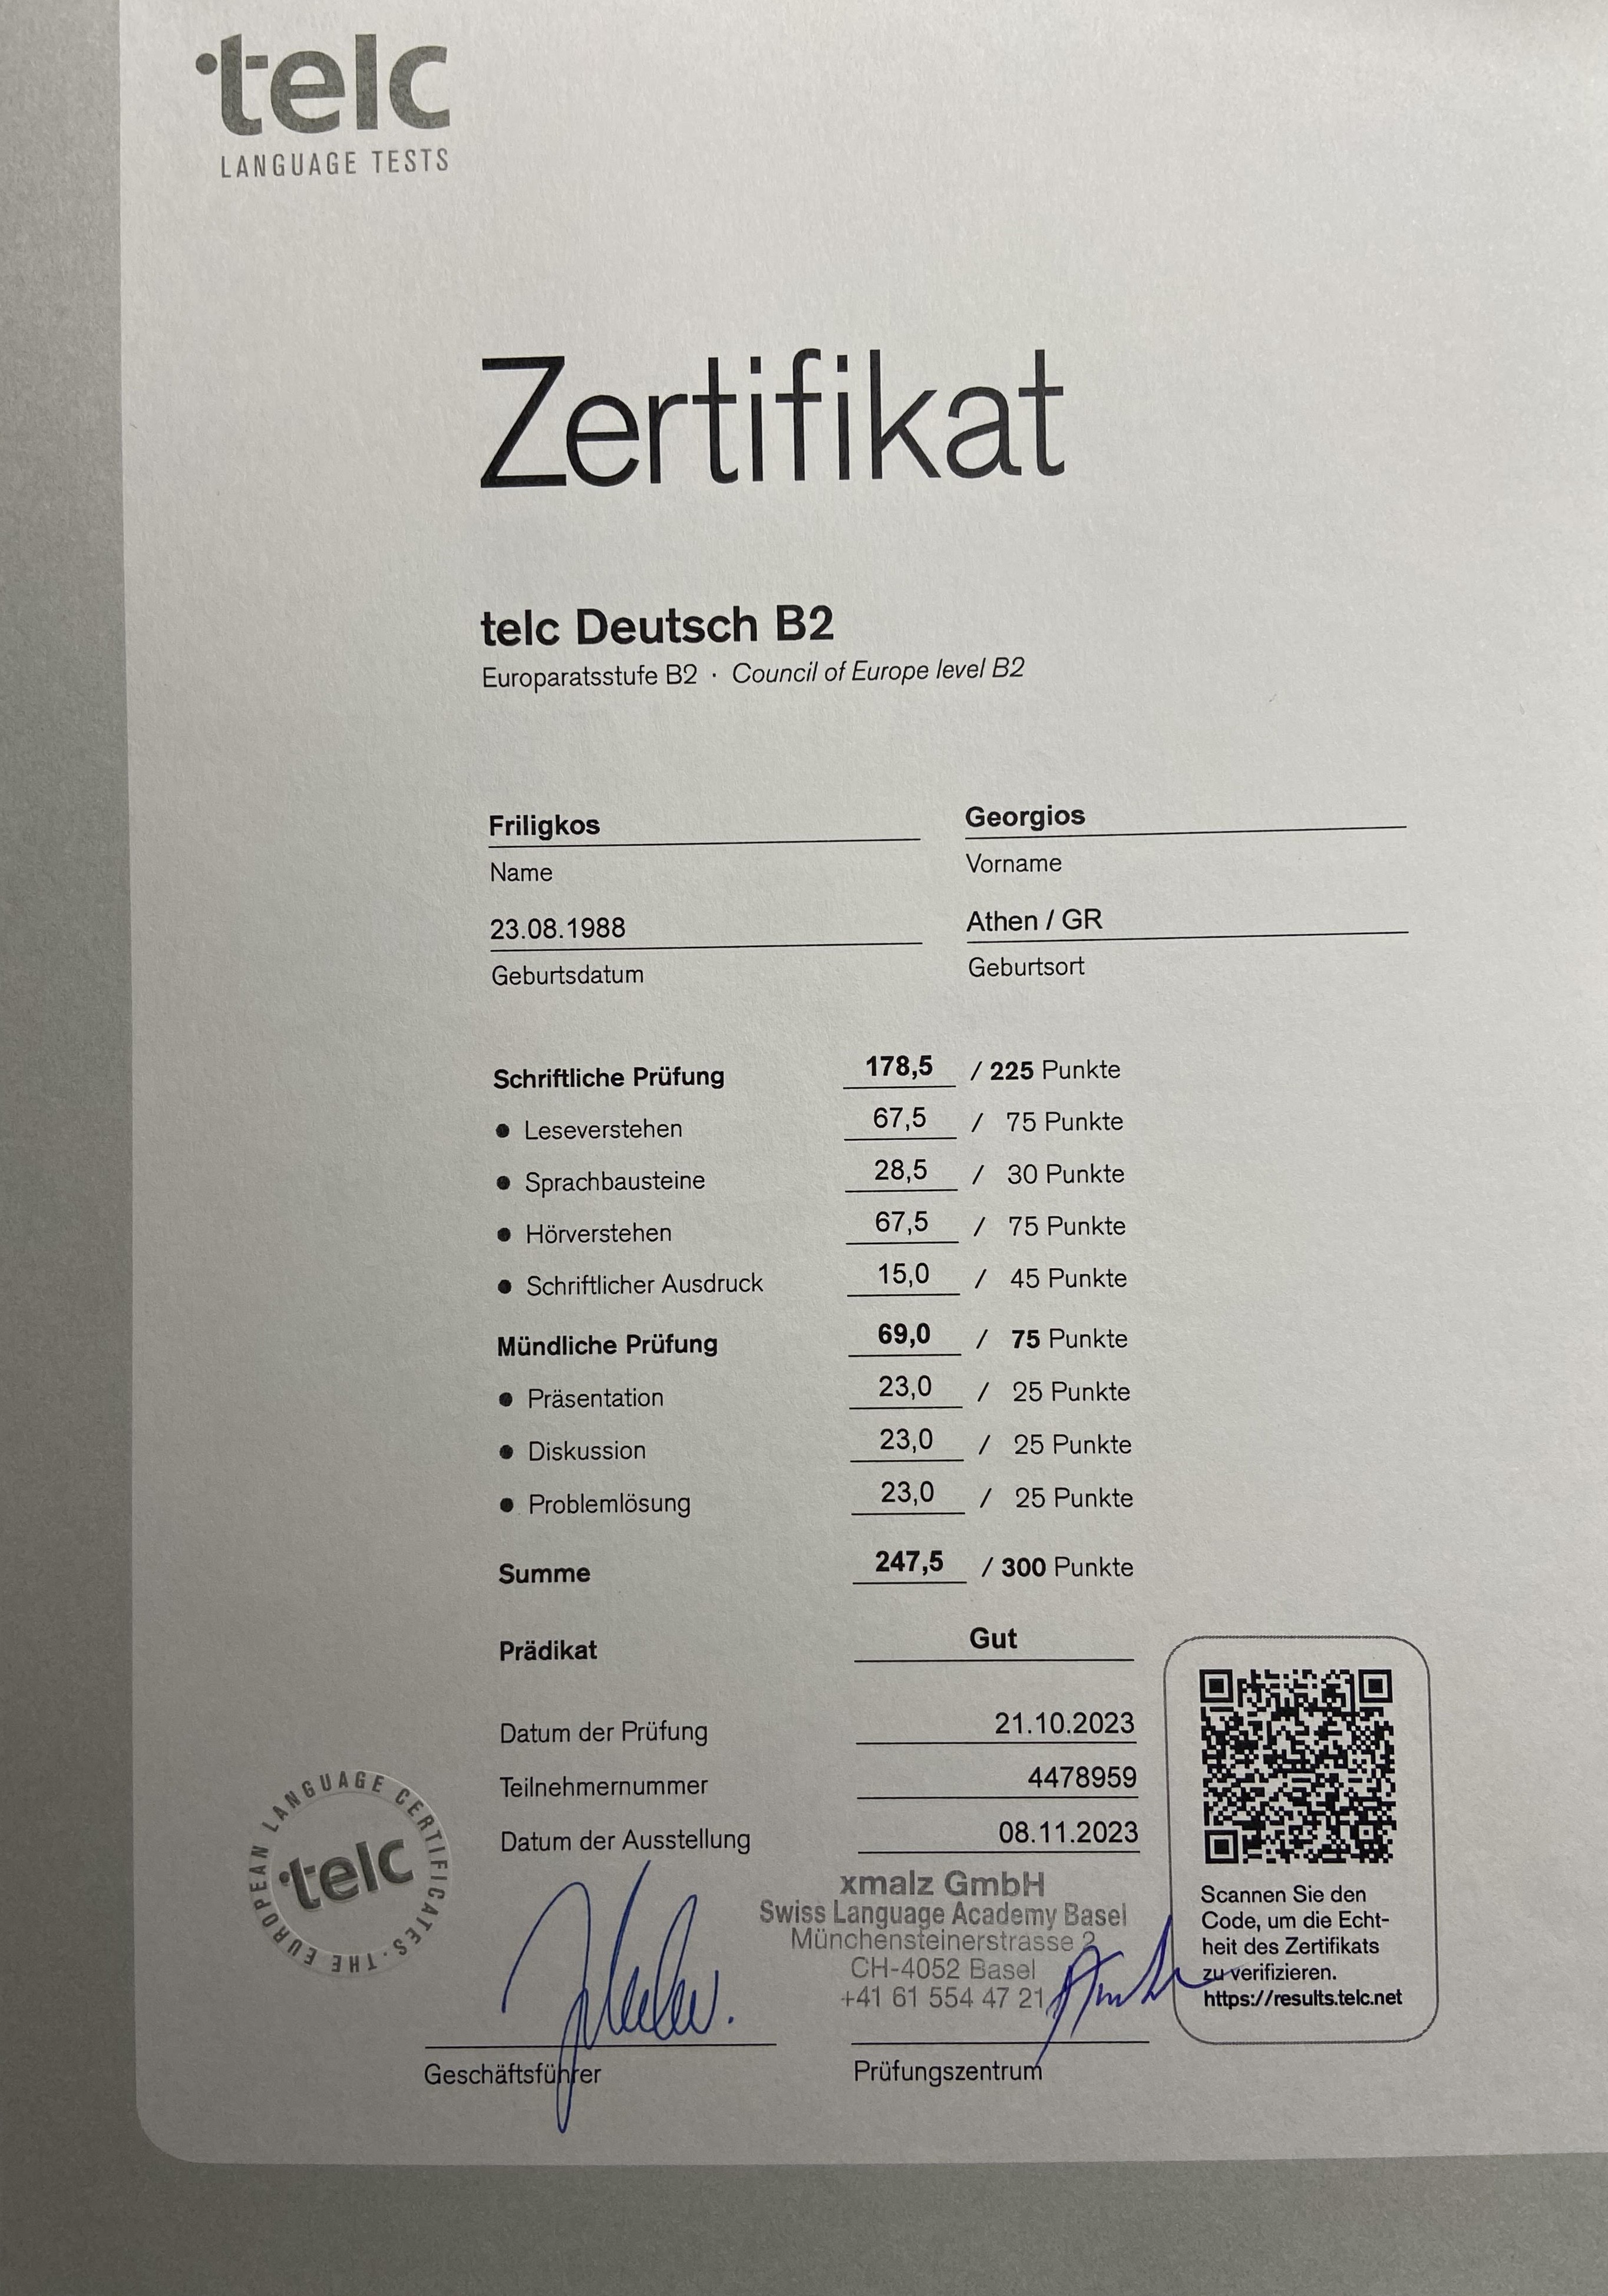 telc
LANGUAGE TESTS
Zertifikat
telc Deutsch B2
Europaratsstufe B2 · Council of Europe level B2
Friligkos Georgios
Name Vorname
23.08.1988 Athen / GR
Geburtsdatum Geburtsort
Schriftliche Prüfung 178,5 / 225 Punkte
● Leseverstehen 67,5 / 75 Punkte
● Sprachbausteine 28,5 / 30 Punkte
● Hörverstehen 67,5 / 75 Punkte
● Schriftlicher Ausdruck 15,0 / 45 Punkte
Mündliche Prüfung 69,0 / 75 Punkte
● Präsentation 23,0 / 25 Punkte
● Diskussion 23,0 / 25 Punkte
● Problemlösung 23,0 / 25 Punkte
Summe 247,5 / 300 Punkte
Prädikat Gut
Datum der Prüfung 21.10.2023
Teilnehmernummer 4478959
Datum der Ausstellung 08.11.2023
THE EUROPEAN LANGUAGE CERTIFICATES ·
telc
xmalz GmbH
Swiss Language Academy Basel
Münchensteinerstrasse 2
CH-4052 Basel
+41 61 554 47 21
Geschäftsführer
Prüfungszentrum
Scannen Sie den
Code, um die Echt-
heit des Zertifikats
zu verifizieren.
https://results.telc.net